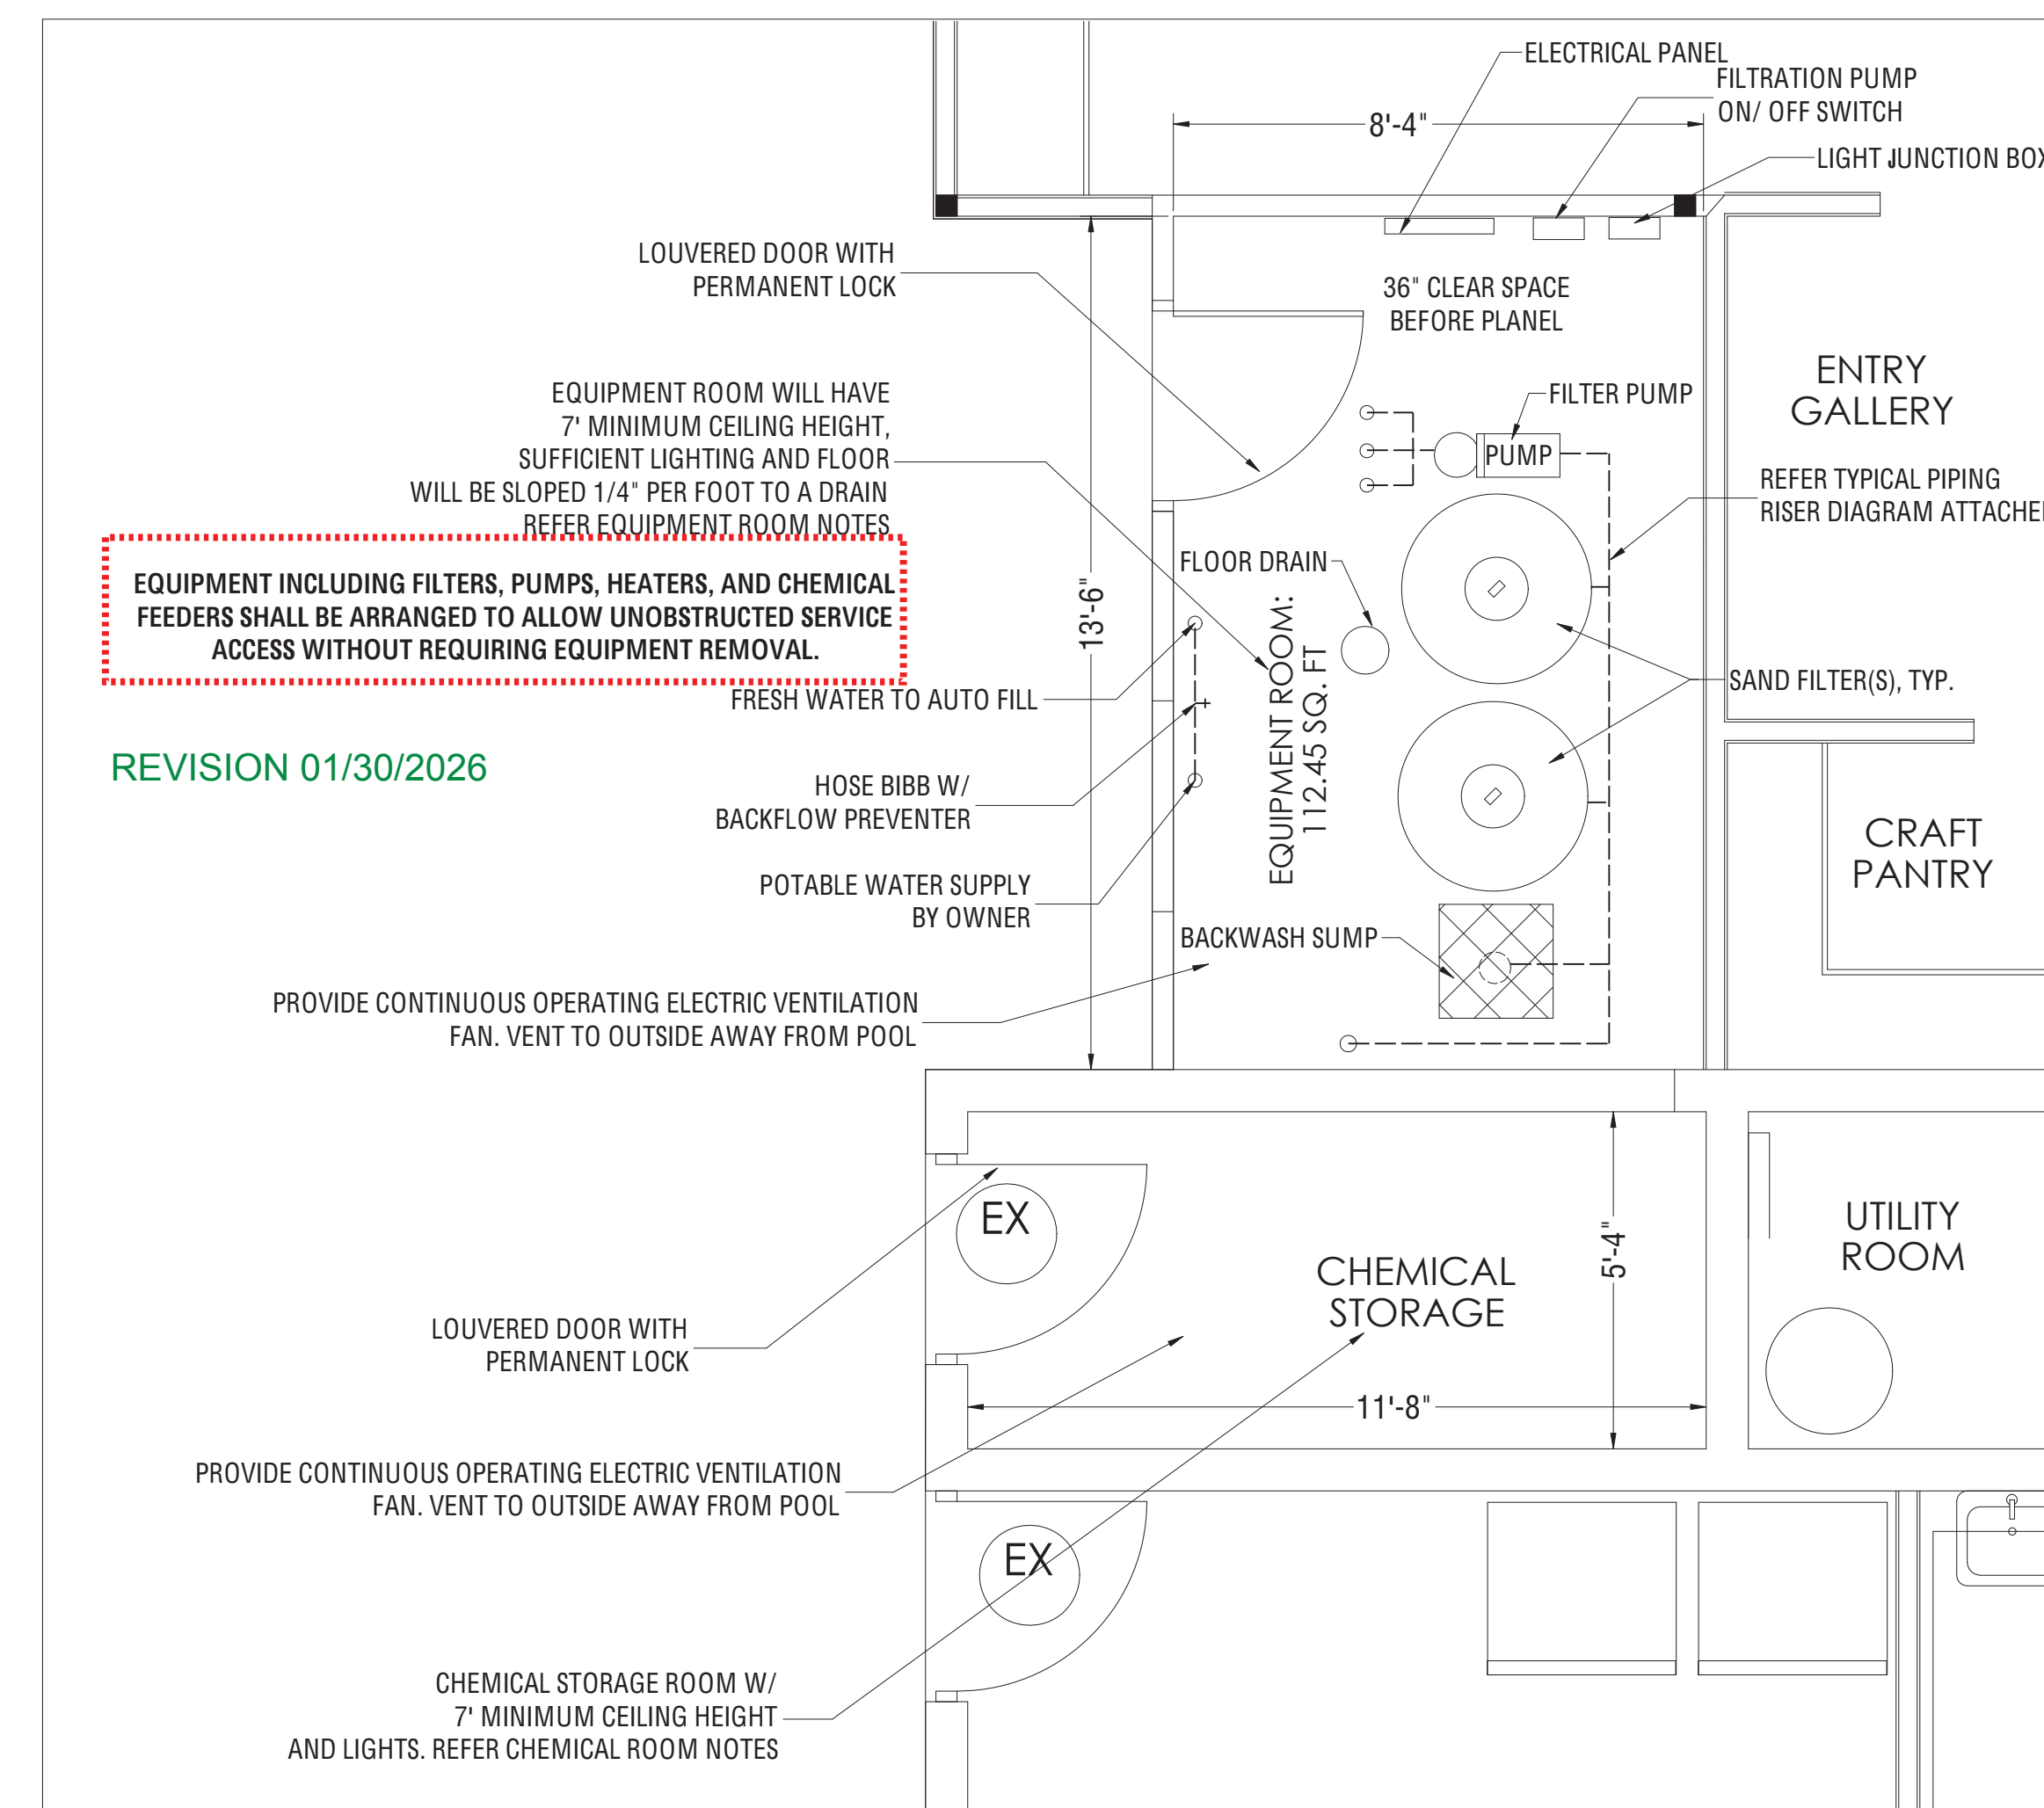 ELECTRICAL PANEL
FILTRATION PUMP
ON/ OFF SWITCH
8'-4"
LIGHT JUNCTION BOX
LOUVERED DOOR WITH
PERMANENT LOCK
36" CLEAR SPACE
BEFORE PLANEL
ENTRY
GALLERY
EQUIPMENT ROOM WILL HAVE
7' MINIMUM CEILING HEIGHT,
SUFFICIENT LIGHTING AND FLOOR
WILL BE SLOPED 1/4" PER FOOT TO A DRAIN
REFER EQUIPMENT ROOM NOTES
FILTER PUMP
PUMP
REFER TYPICAL PIPING
RISER DIAGRAM ATTACHE
EQUIPMENT INCLUDING FILTERS, PUMPS, HEATERS, AND CHEMICAL
FEEDERS SHALL BE ARRANGED TO ALLOW UNOBSTRUCTED SERVICE
ACCESS WITHOUT REQUIRING EQUIPMENT REMOVAL.
FLOOR DRAIN
13'-6"
EQUIPMENT ROOM:
112.45 SQ. FT
SAND FILTER(S), TYP.
FRESH WATER TO AUTO FILL
REVISION 01/30/2026
HOSE BIBB W/
BACKFLOW PREVENTER
CRAFT
PANTRY
POTABLE WATER SUPPLY
BY OWNER
BACKWASH SUMP
PROVIDE CONTINUOUS OPERATING ELECTRIC VENTILATION
FAN. VENT TO OUTSIDE AWAY FROM POOL
EX
CHEMICAL
STORAGE
5'-4"
UTILITY
ROOM
LOUVERED DOOR WITH
PERMANENT LOCK
11'-8"
PROVIDE CONTINUOUS OPERATING ELECTRIC VENTILATION
FAN. VENT TO OUTSIDE AWAY FROM POOL
EX
CHEMICAL STORAGE ROOM W/
7' MINIMUM CEILING HEIGHT
AND LIGHTS. REFER CHEMICAL ROOM NOTES